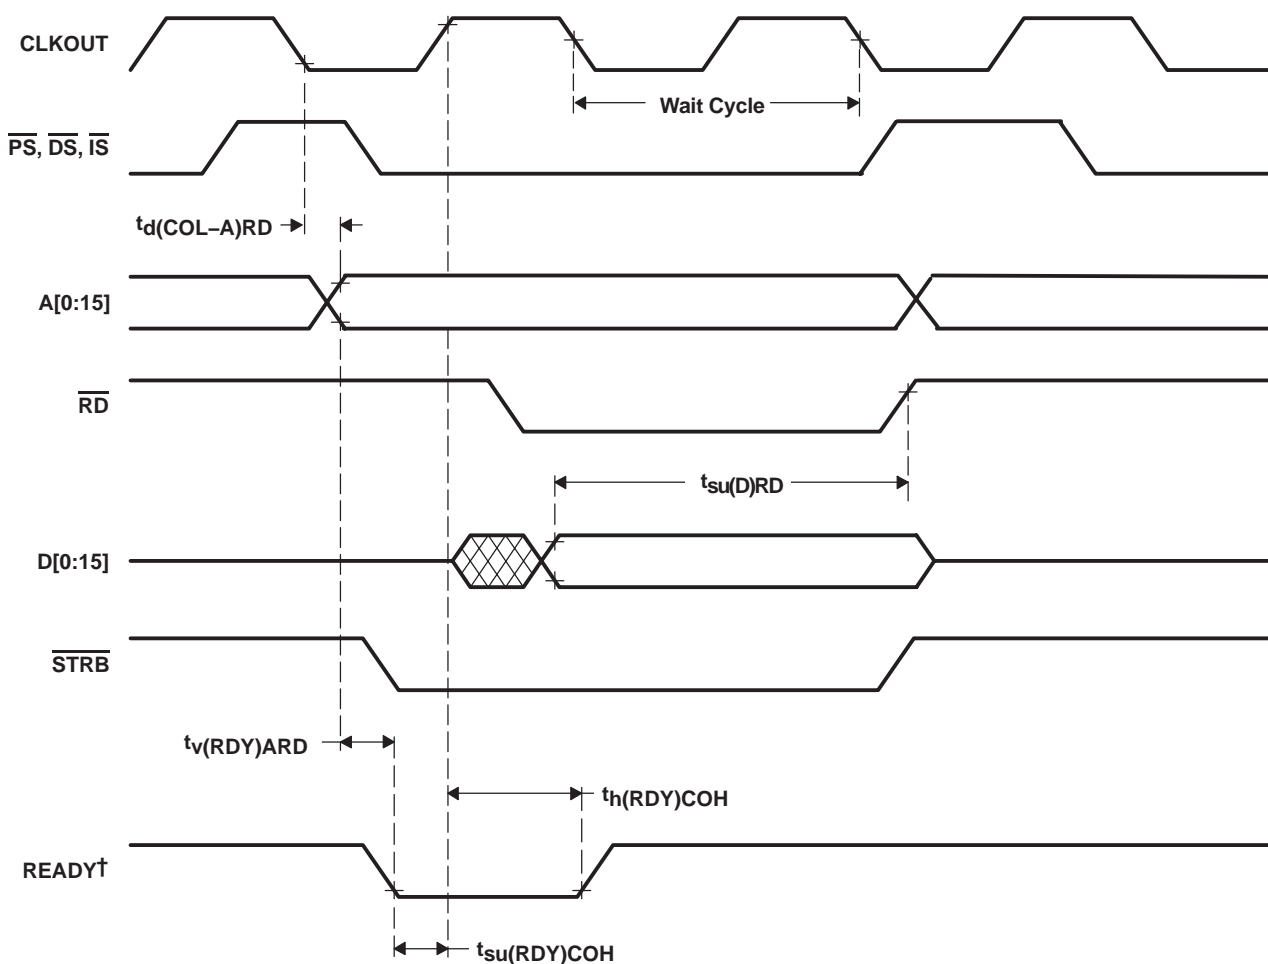 CLKOUT
Wait Cycle
PS, DS, IS
td(COL–A)RD
A[0:15]
RD
tsu(D)RD
D[0:15]
STRB
tv(RDY)ARD
th(RDY)COH
READY†
tsu(RDY)COH